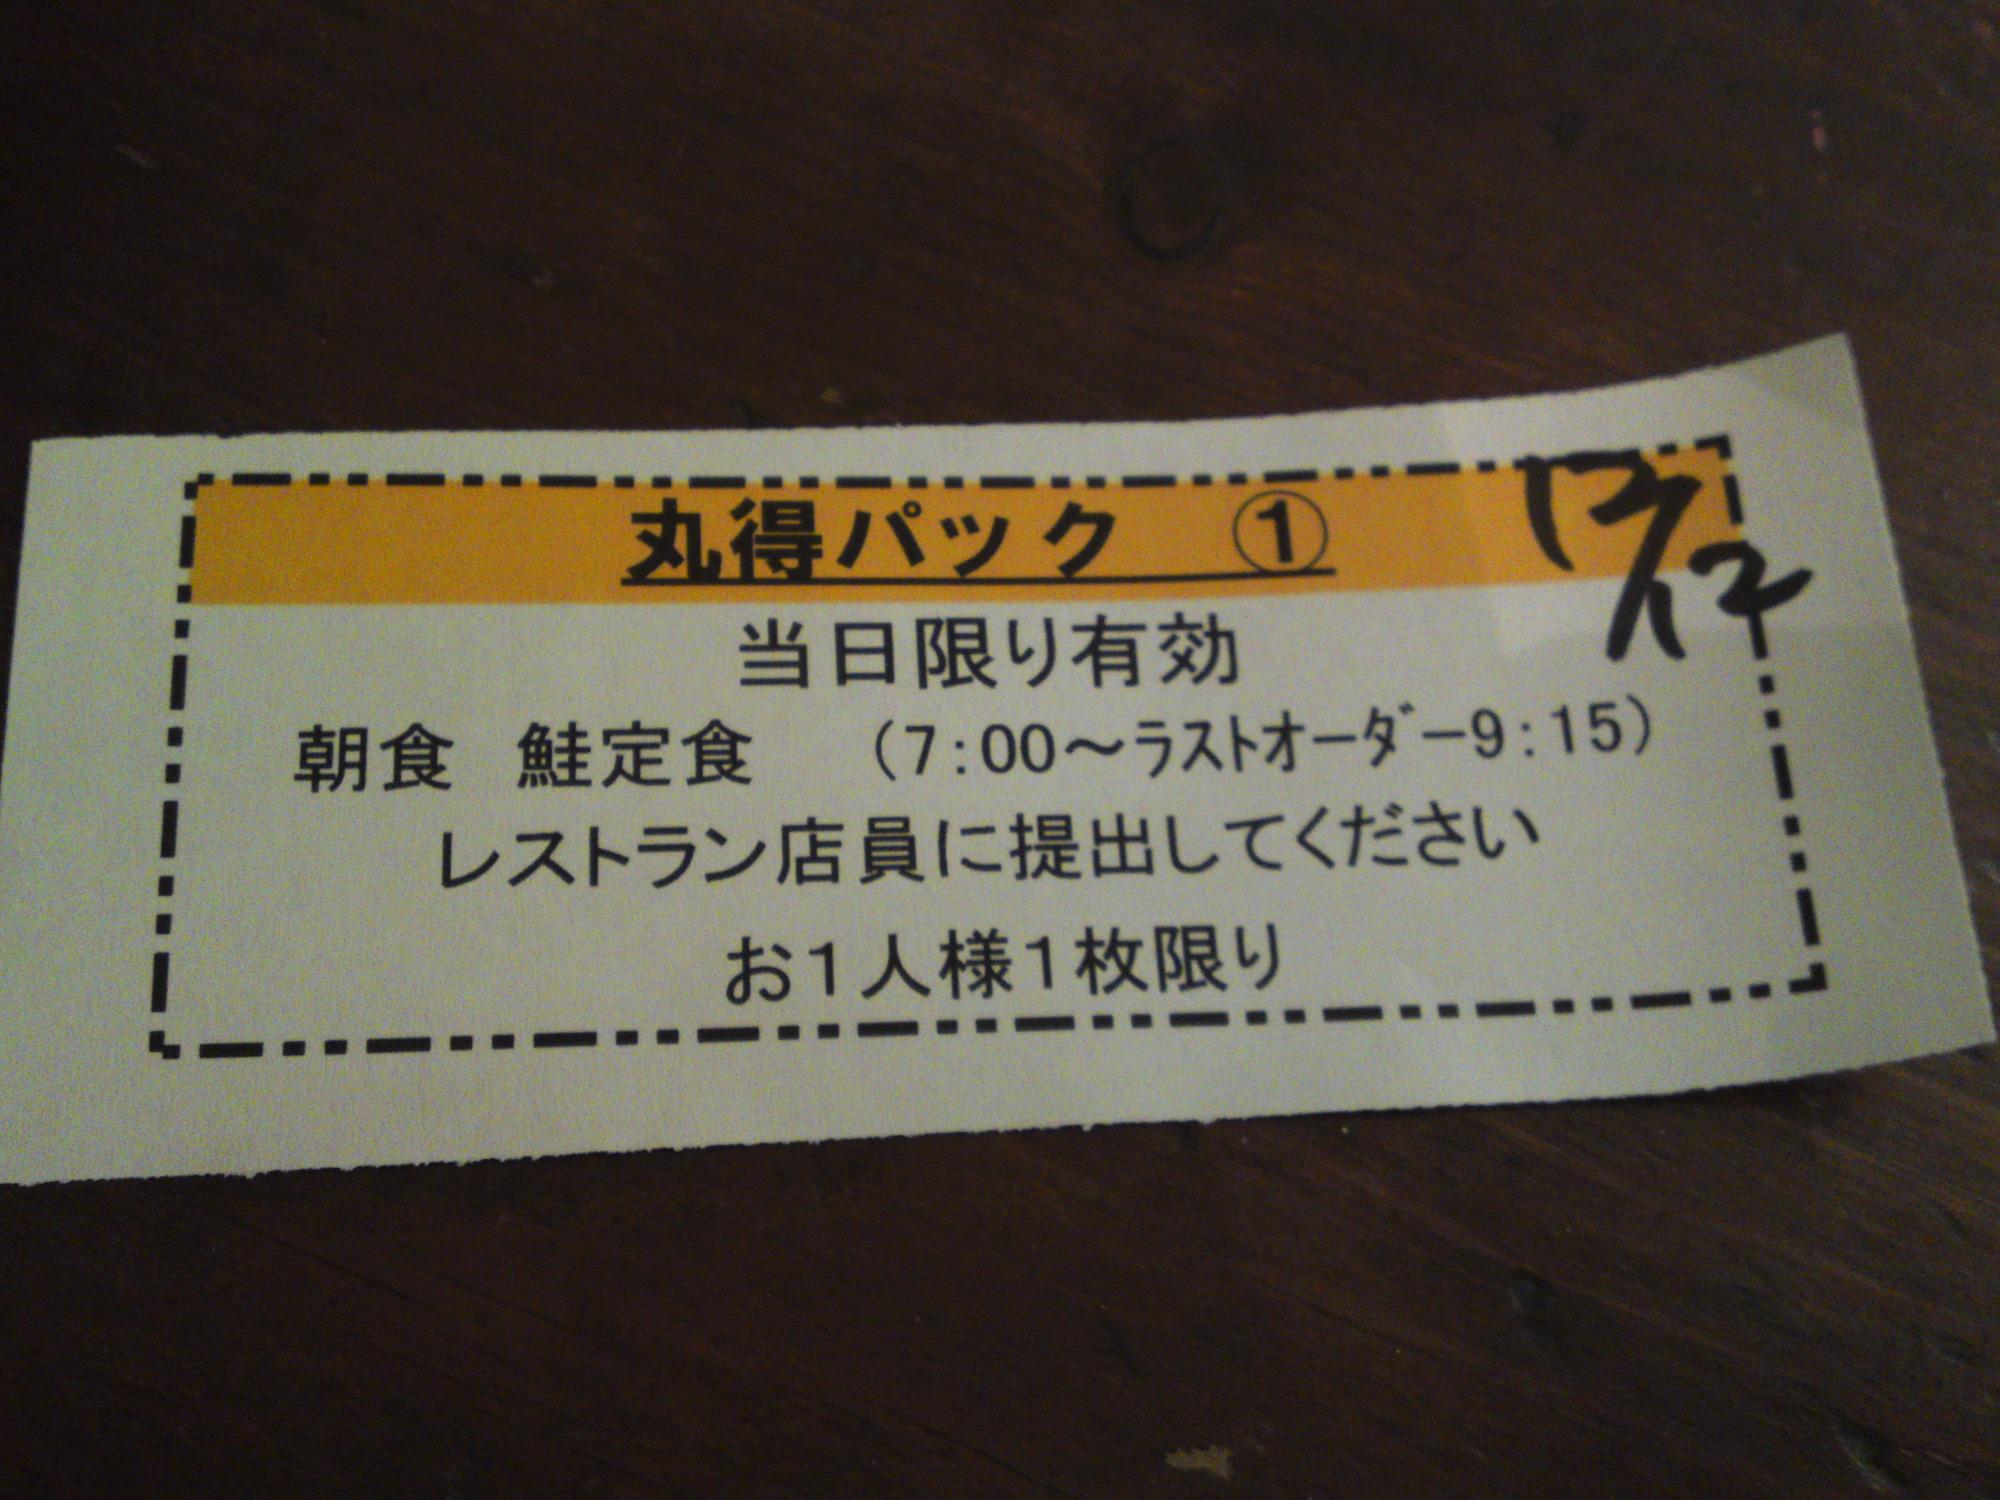 丸得パック ①
12/12
当日限り有効
朝食 鮭定食 （7:00～ラストオーダー9:15）
レストラン店員に提出してください
お1人様1枚限り